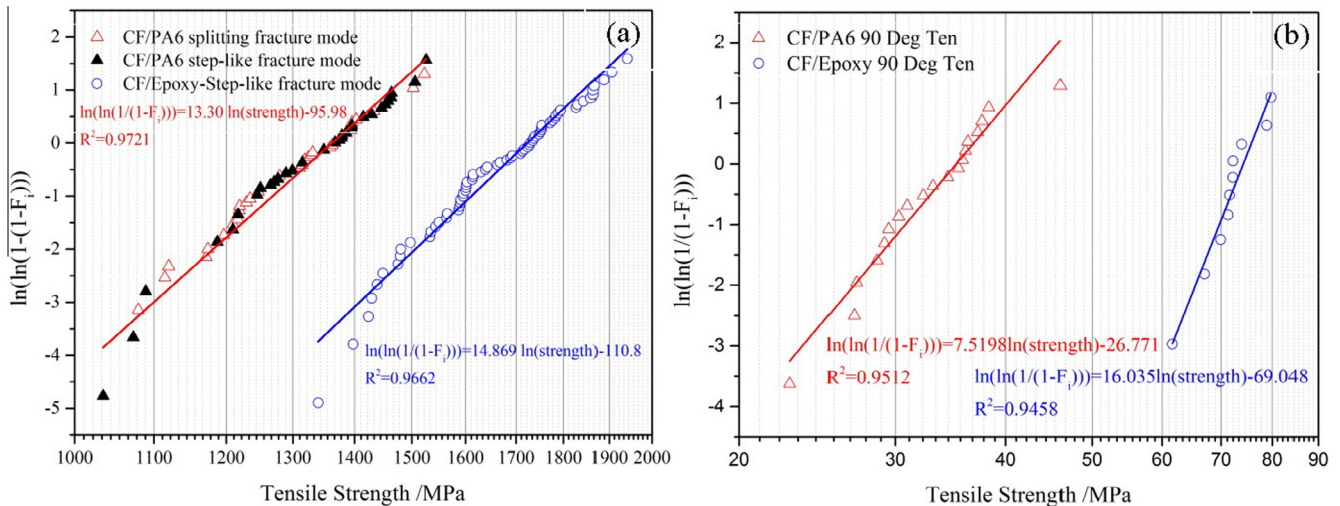 (a)
CF/PA6 splitting fracture mode
CF/PA6 step-like fracture mode
CF/Epoxy-Step-like fracture mode
ln(ln(1/(1-Fi)))=13.30 ln(strength)-95.98
R²=0.9721
ln(ln(1/(1-Fi)))=14.869 ln(strength)-110.8
R²=0.9662
ln(ln(1-(1-Fi)))
2
1
0
-1
-2
-3
-4
-5
1000 1100 1200 1300 1400 1500 1600 1700 1800 1900 2000
Tensile Strength /MPa
(b)
CF/PA6 90 Deg Ten
CF/Epoxy 90 Deg Ten
ln(ln(1/(1-Fi)))=7.5198ln(strength)-26.771
R²=0.9512
ln(ln(1/(1-Fi)))=16.035ln(strength)-69.048
R²=0.9458
ln(ln(1/(1-Fi)))
2
1
0
-1
-2
-3
-4
20 30 40 50 60 70 80 90
Tensile Strength /MPa